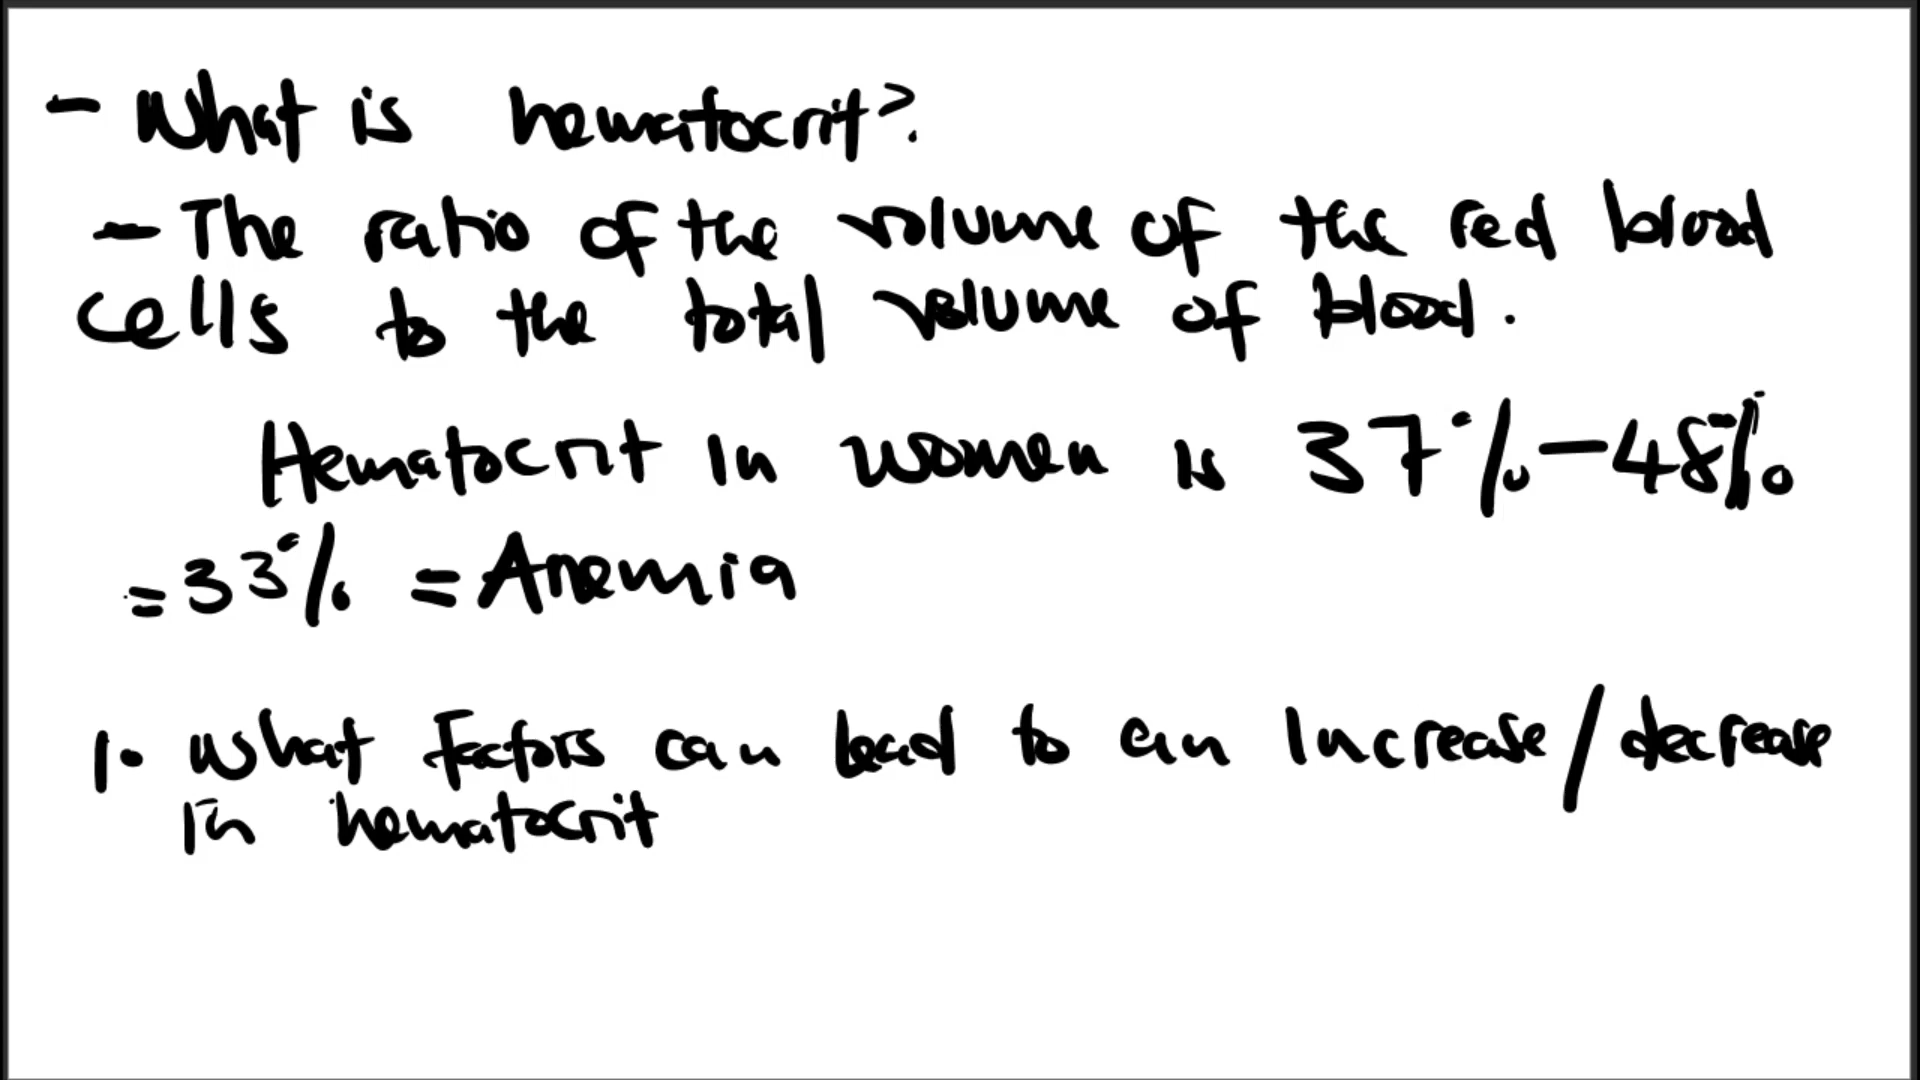 - What is hematocrit?
- The ratio of the volume of the red blood
cells to the total volume of blood.
Hematocrit in women is 37% - 48%
= 33% = Anemia
1. What factors can lead to an increase/decrease
in hematocrit